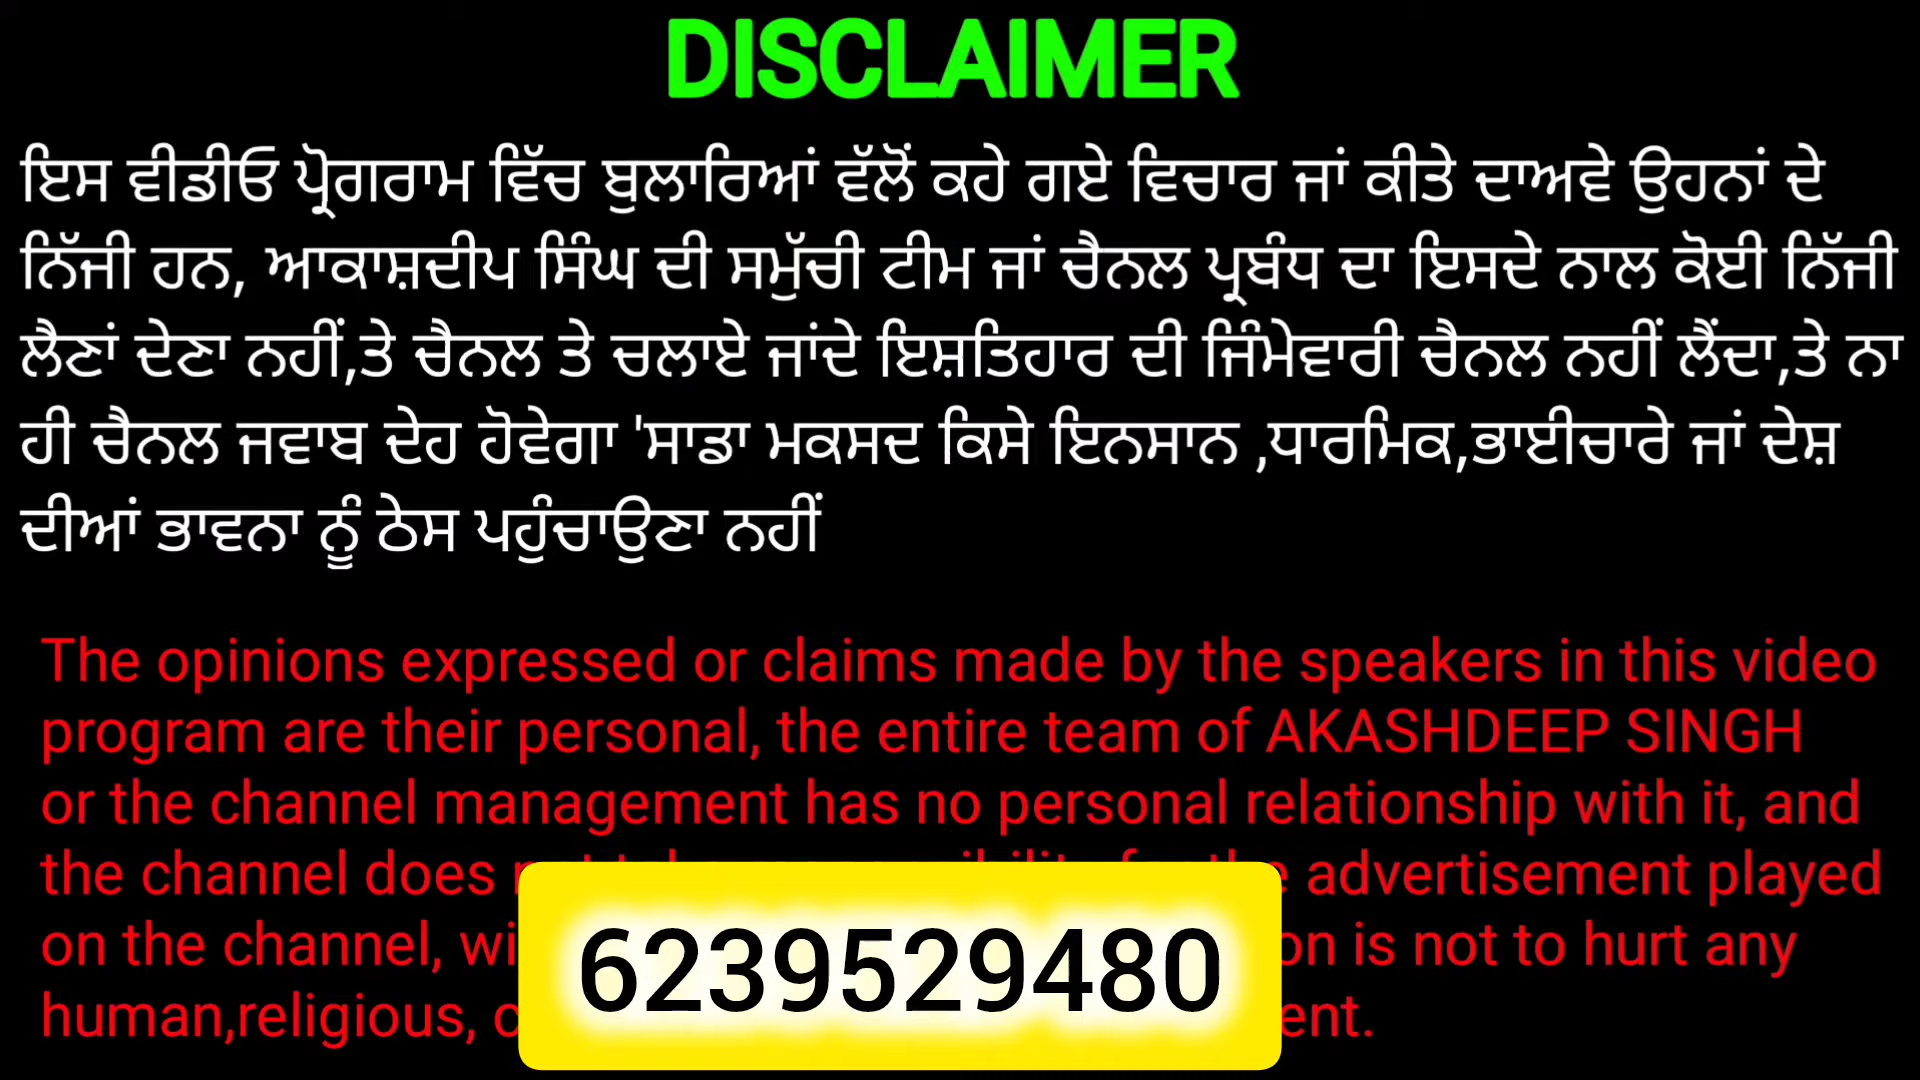 DISCLAIMER
ਇਸ ਵੀਡੀਓ ਪ੍ਰੋਗਰਾਮ ਵਿੱਚ ਬੁਲਾਰਿਆਂ ਵੱਲੋਂ ਕਹੇ ਗਏ ਵਿਚਾਰ ਜਾਂ ਕੀਤੇ ਦਾਅਵੇ ਉਹਨਾਂ ਦੇ
ਨਿੱਜੀ ਹਨ, ਆਕਾਸ਼ਦੀਪ ਸਿੰਘ ਦੀ ਸਮੁੱਚੀ ਟੀਮ ਜਾਂ ਚੈਨਲ ਪ੍ਰਬੰਧ ਦਾ ਇਸਦੇ ਨਾਲ ਕੋਈ ਨਿੱਜੀ
ਲੈਣਾਂ ਦੇਣਾ ਨਹੀਂ,ਤੇ ਚੈਨਲ ਤੇ ਚਲਾਏ ਜਾਂਦੇ ਇਸ਼ਤਿਹਾਰ ਦੀ ਜਿੰਮੇਵਾਰੀ ਚੈਨਲ ਨਹੀਂ ਲੈਂਦਾ,ਤੇ ਨਾ
ਹੀ ਚੈਨਲ ਜਵਾਬ ਦੇਹ ਹੋਵੇਗਾ 'ਸਾਡਾ ਮਕਸਦ ਕਿਸੇ ਇਨਸਾਨ ,ਧਾਰਮਿਕ,ਭਾਈਚਾਰੇ ਜਾਂ ਦੇਸ਼
ਦੀਆਂ ਭਾਵਨਾ ਨੂੰ ਠੇਸ ਪਹੁੰਚਾਉਣਾ ਨਹੀਂ
The opinions expressed or claims made by the speakers in this video
program are their personal, the entire team of AKASHDEEP SINGH
or the channel management has no personal relationship with it, and
the channel does advertisement played
on the channel, is not to hurt any
human,religious,
6239529480